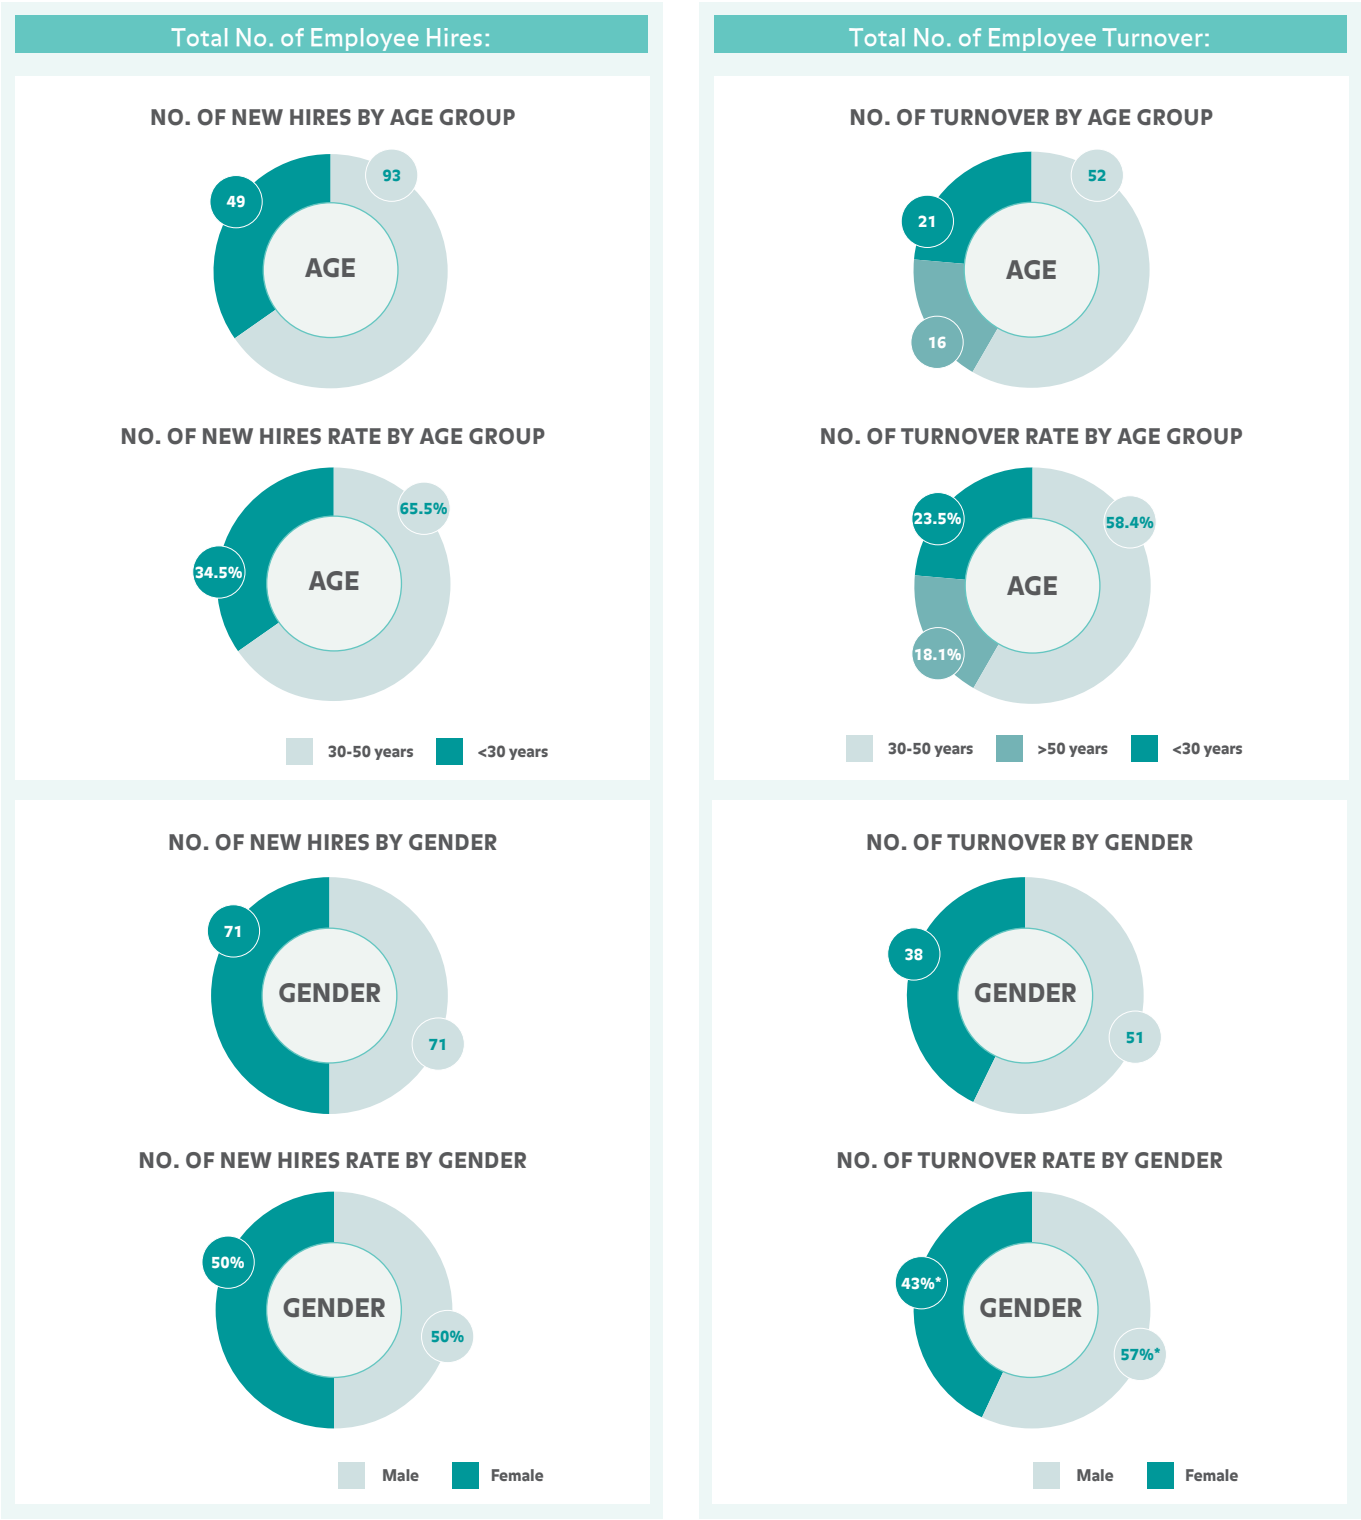 Total No. of Employee Hires:
NO. OF NEW HIRES BY AGE GROUP
93
49
AGE
NO. OF NEW HIRES RATE BY AGE GROUP
65.5%
34.5%
AGE
30-50 years
<30 years
NO. OF NEW HIRES BY GENDER
71
GENDER
71
NO. OF NEW HIRES RATE BY GENDER
50%
GENDER
50%
Male
Female
Total No. of Employee Turnover:
NO. OF TURNOVER BY AGE GROUP
52
21
AGE
16
NO. OF TURNOVER RATE BY AGE GROUP
23.5%
58.4%
AGE
18.1%
30-50 years
>50 years
<30 years
NO. OF TURNOVER BY GENDER
38
GENDER
51
NO. OF TURNOVER RATE BY GENDER
43%*
GENDER
57%*
Male
Female